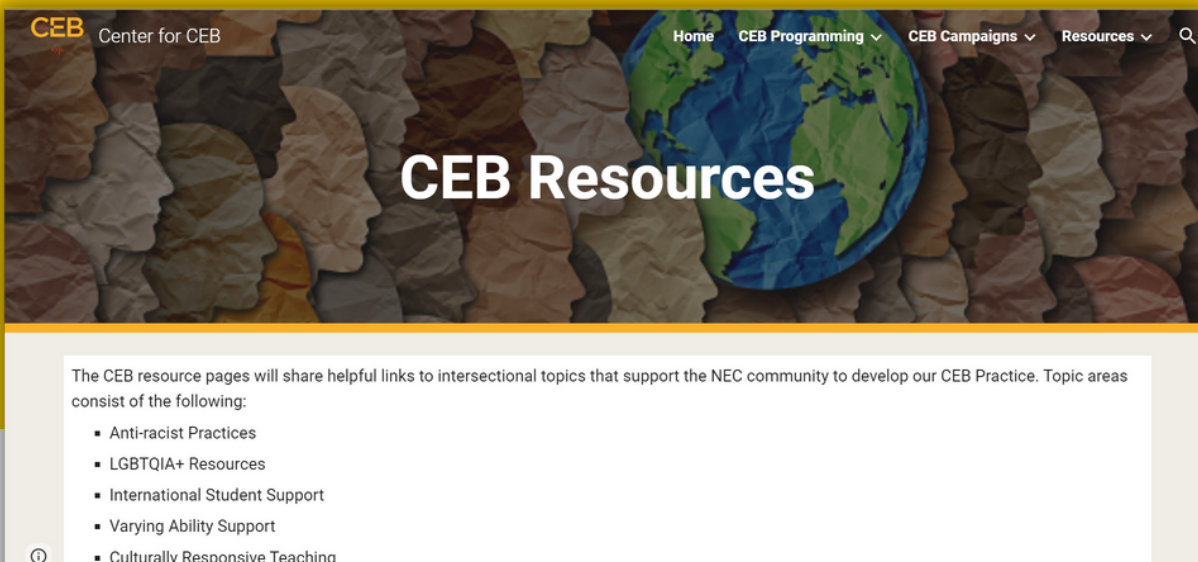 CEB Center for CEB Home CEB Programming CEB Campaigns Resources
CEB Resources
The CEB resource pages will share helpful links to intersectional topics that support the NEC community to develop our CEB Practice. Topic areas
consist of the following:
▪ Anti-racist Practices
▪ LGBTQIA+ Resources
▪ International Student Support
▪ Varying Ability Support
▪ Culturally Responsive Teaching